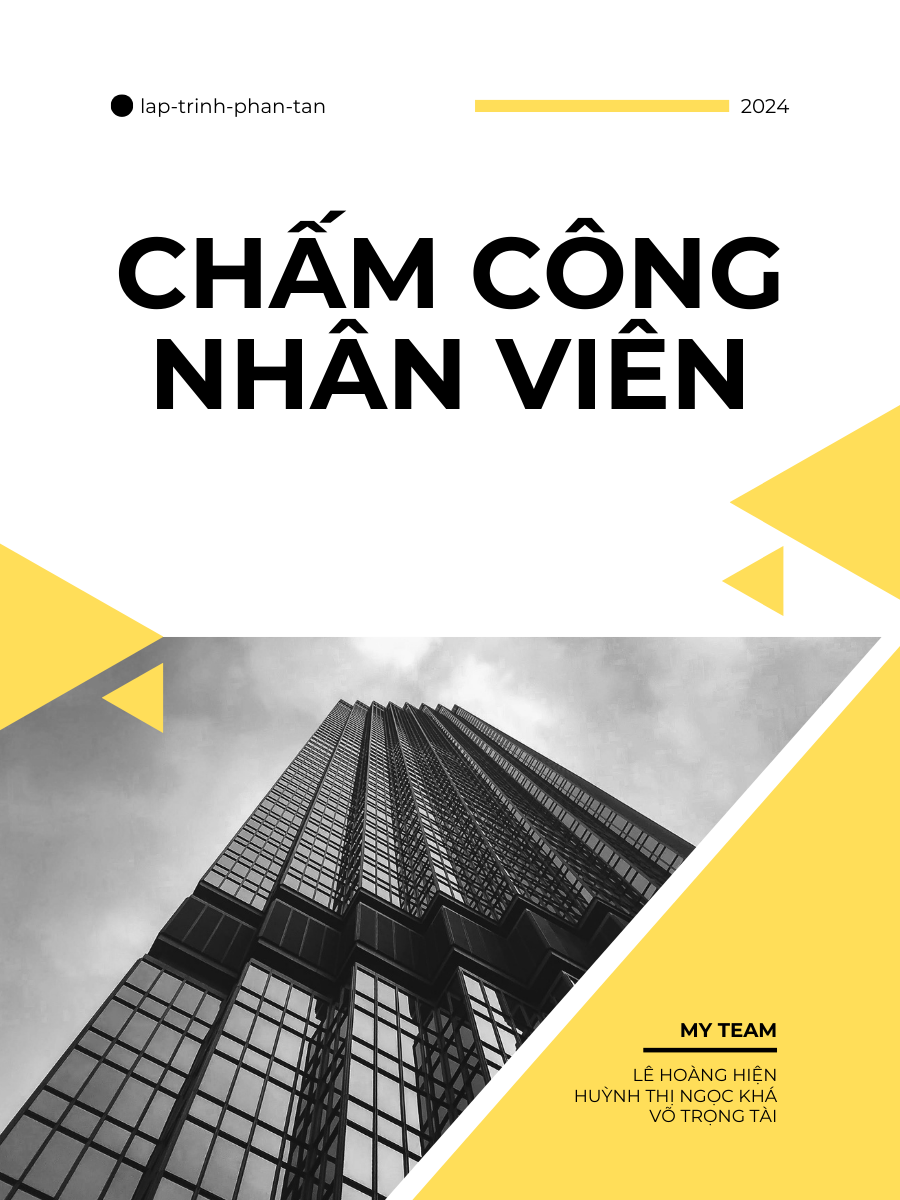 lap-trinh-phan-tan
2024
CHẤM CÔNG
NHÂN VIÊN
MY TEAM
LÊ HOÀNG HIỆN
HUỲNH THỊ NGỌC KHÁ
VÕ TRỌNG TÀI